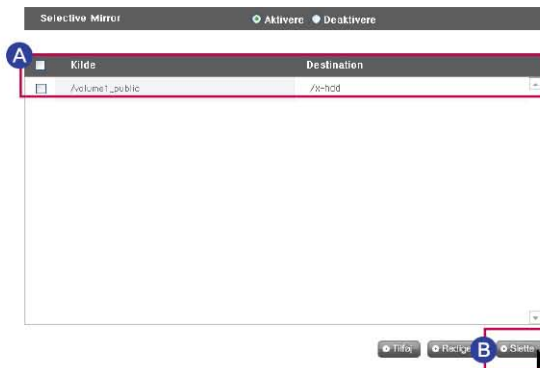 Selective Mirror Aktivere Deaktivere
A
Kilde Destination
/volume1_public /x-hdd
Tilføj B Slette